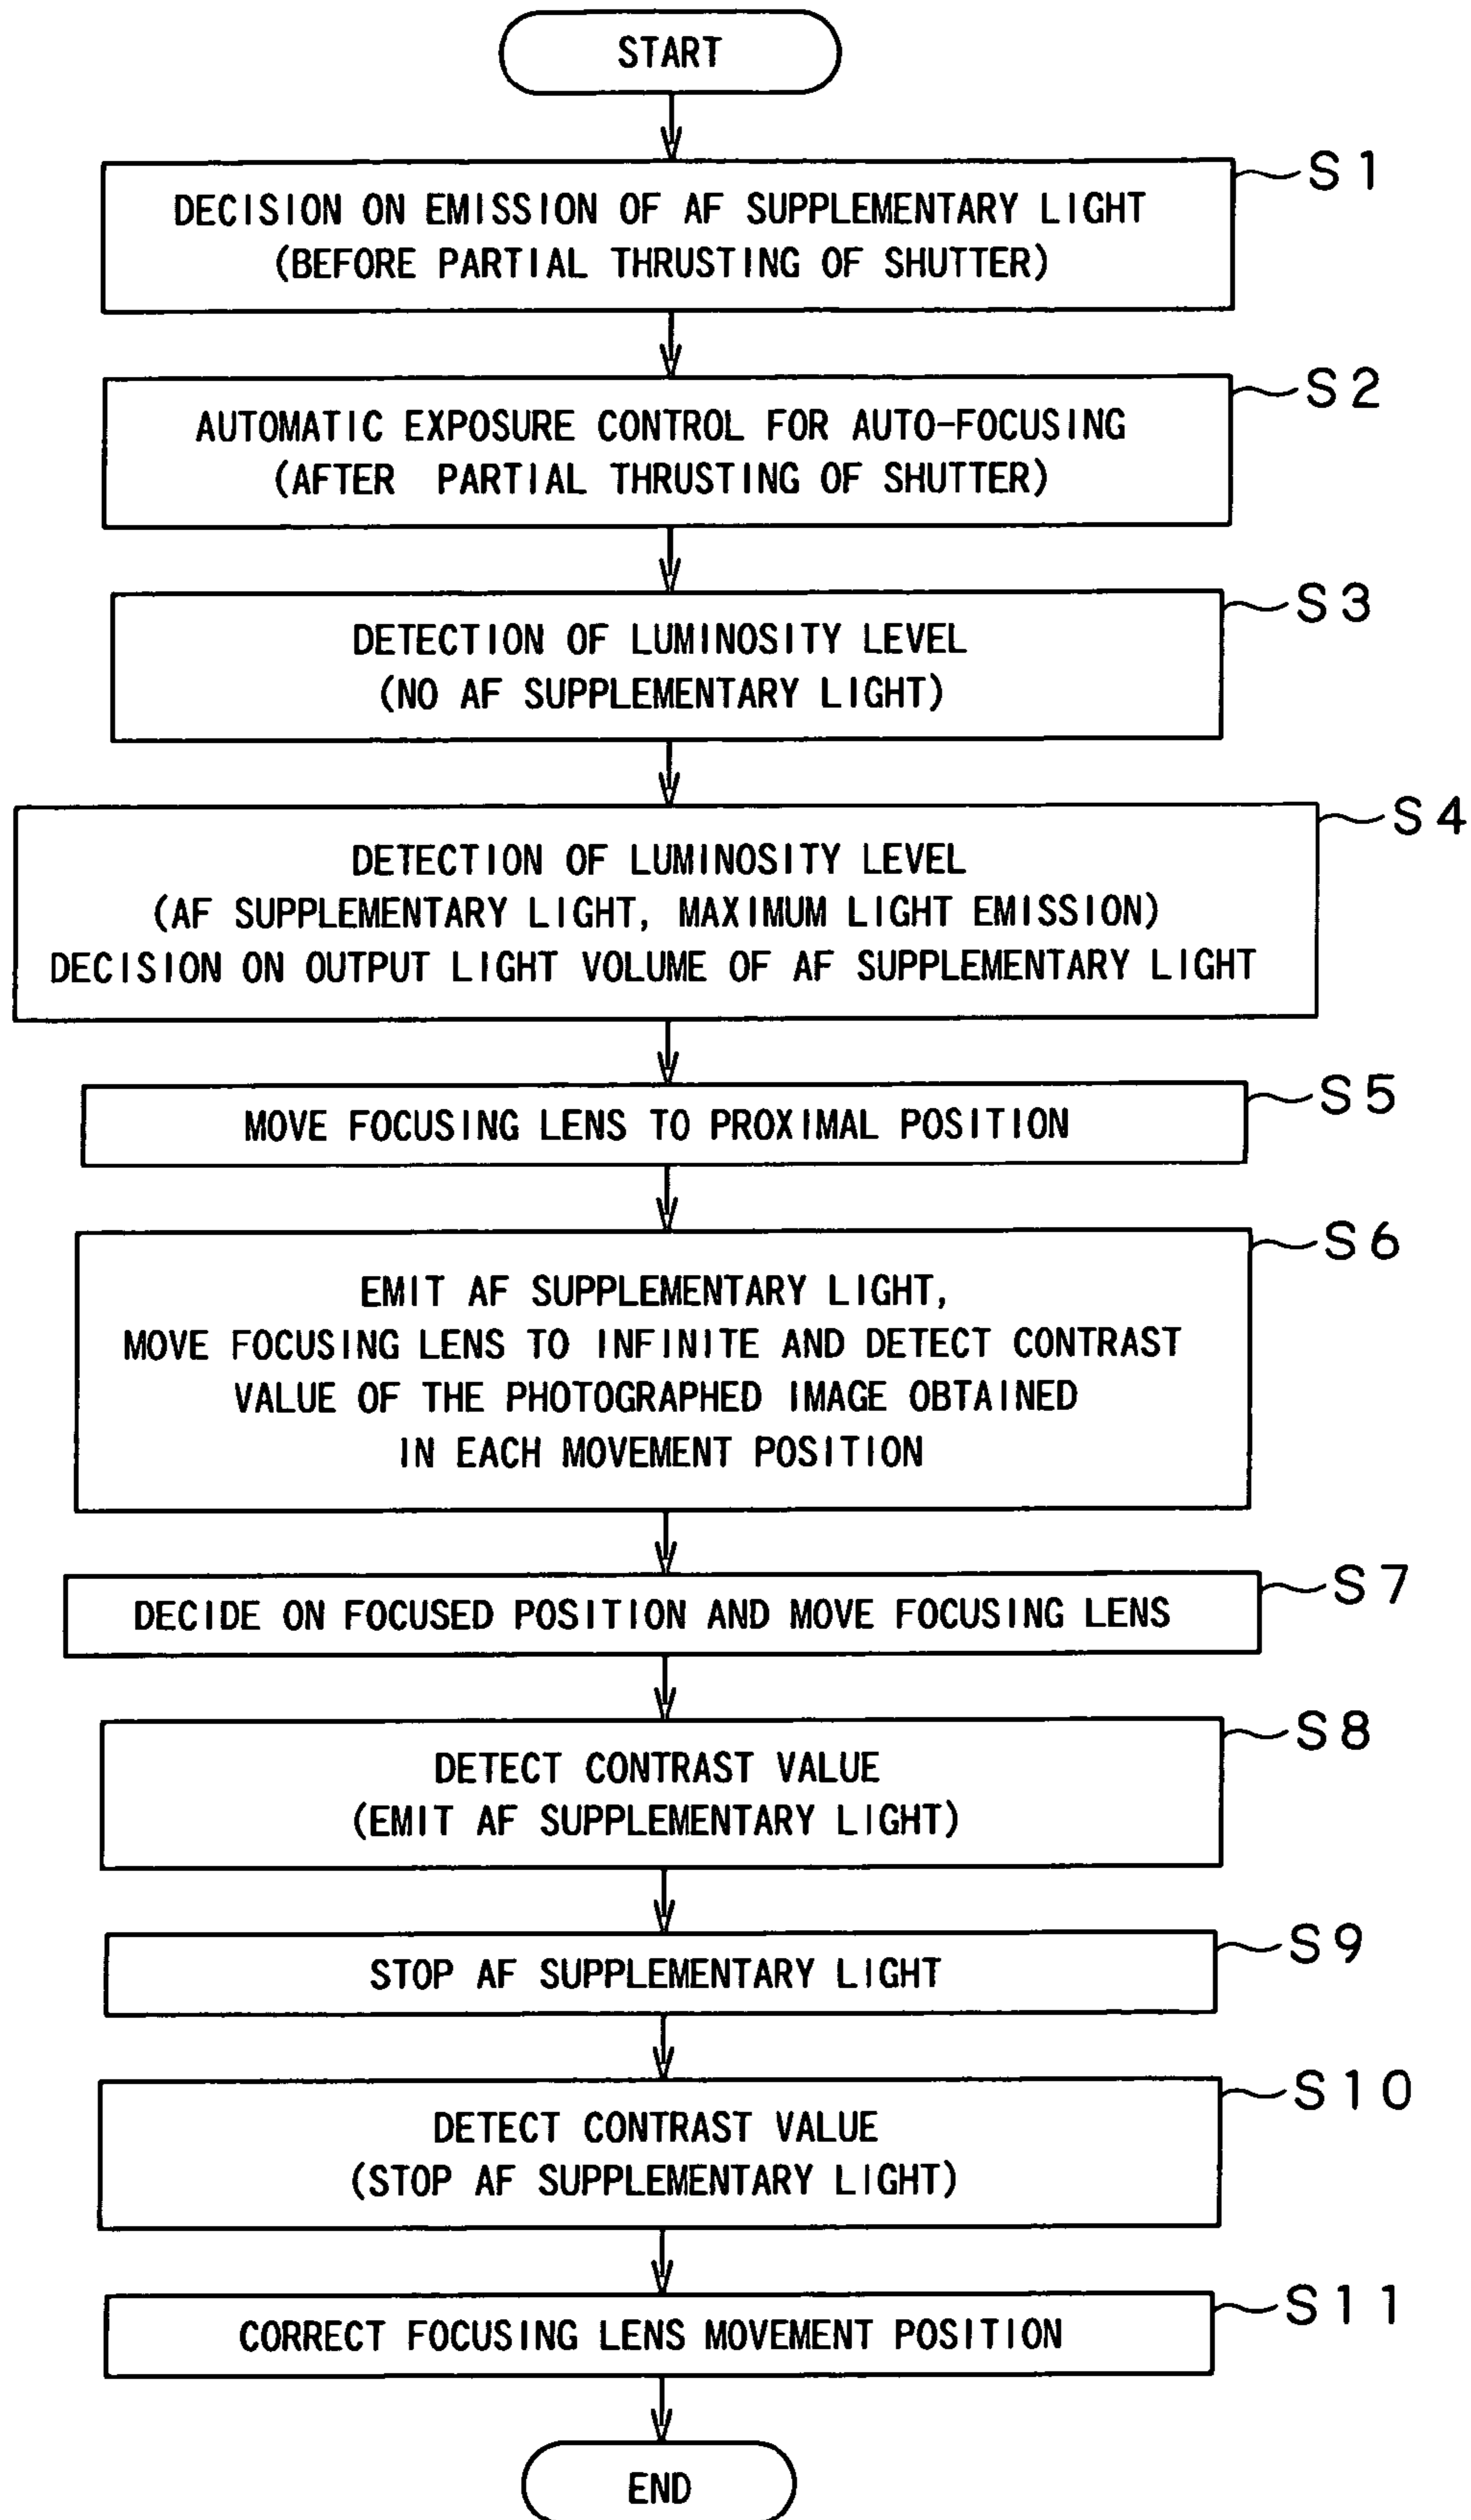 START
S1
DECISION ON EMISSION OF AF SUPPLEMENTARY LIGHT
(BEFORE PARTIAL THRUSTING OF SHUTTER)
S2
AUTOMATIC EXPOSURE CONTROL FOR AUTO-FOCUSING
(AFTER PARTIAL THRUSTING OF SHUTTER)
S3
DETECTION OF LUMINOSITY LEVEL
(NO AF SUPPLEMENTARY LIGHT)
S4
DETECTION OF LUMINOSITY LEVEL
(AF SUPPLEMENTARY LIGHT, MAXIMUM LIGHT EMISSION)
DECISION ON OUTPUT LIGHT VOLUME OF AF SUPPLEMENTARY LIGHT
S5
MOVE FOCUSING LENS TO PROXIMAL POSITION
S6
EMIT AF SUPPLEMENTARY LIGHT,
MOVE FOCUSING LENS TO INFINITE AND DETECT CONTRAST
VALUE OF THE PHOTOGRAPHED IMAGE OBTAINED
IN EACH MOVEMENT POSITION
S7
DECIDE ON FOCUSED POSITION AND MOVE FOCUSING LENS
S8
DETECT CONTRAST VALUE
(EMIT AF SUPPLEMENTARY LIGHT)
S9
STOP AF SUPPLEMENTARY LIGHT
S10
DETECT CONTRAST VALUE
(STOP AF SUPPLEMENTARY LIGHT)
S11
CORRECT FOCUSING LENS MOVEMENT POSITION
END